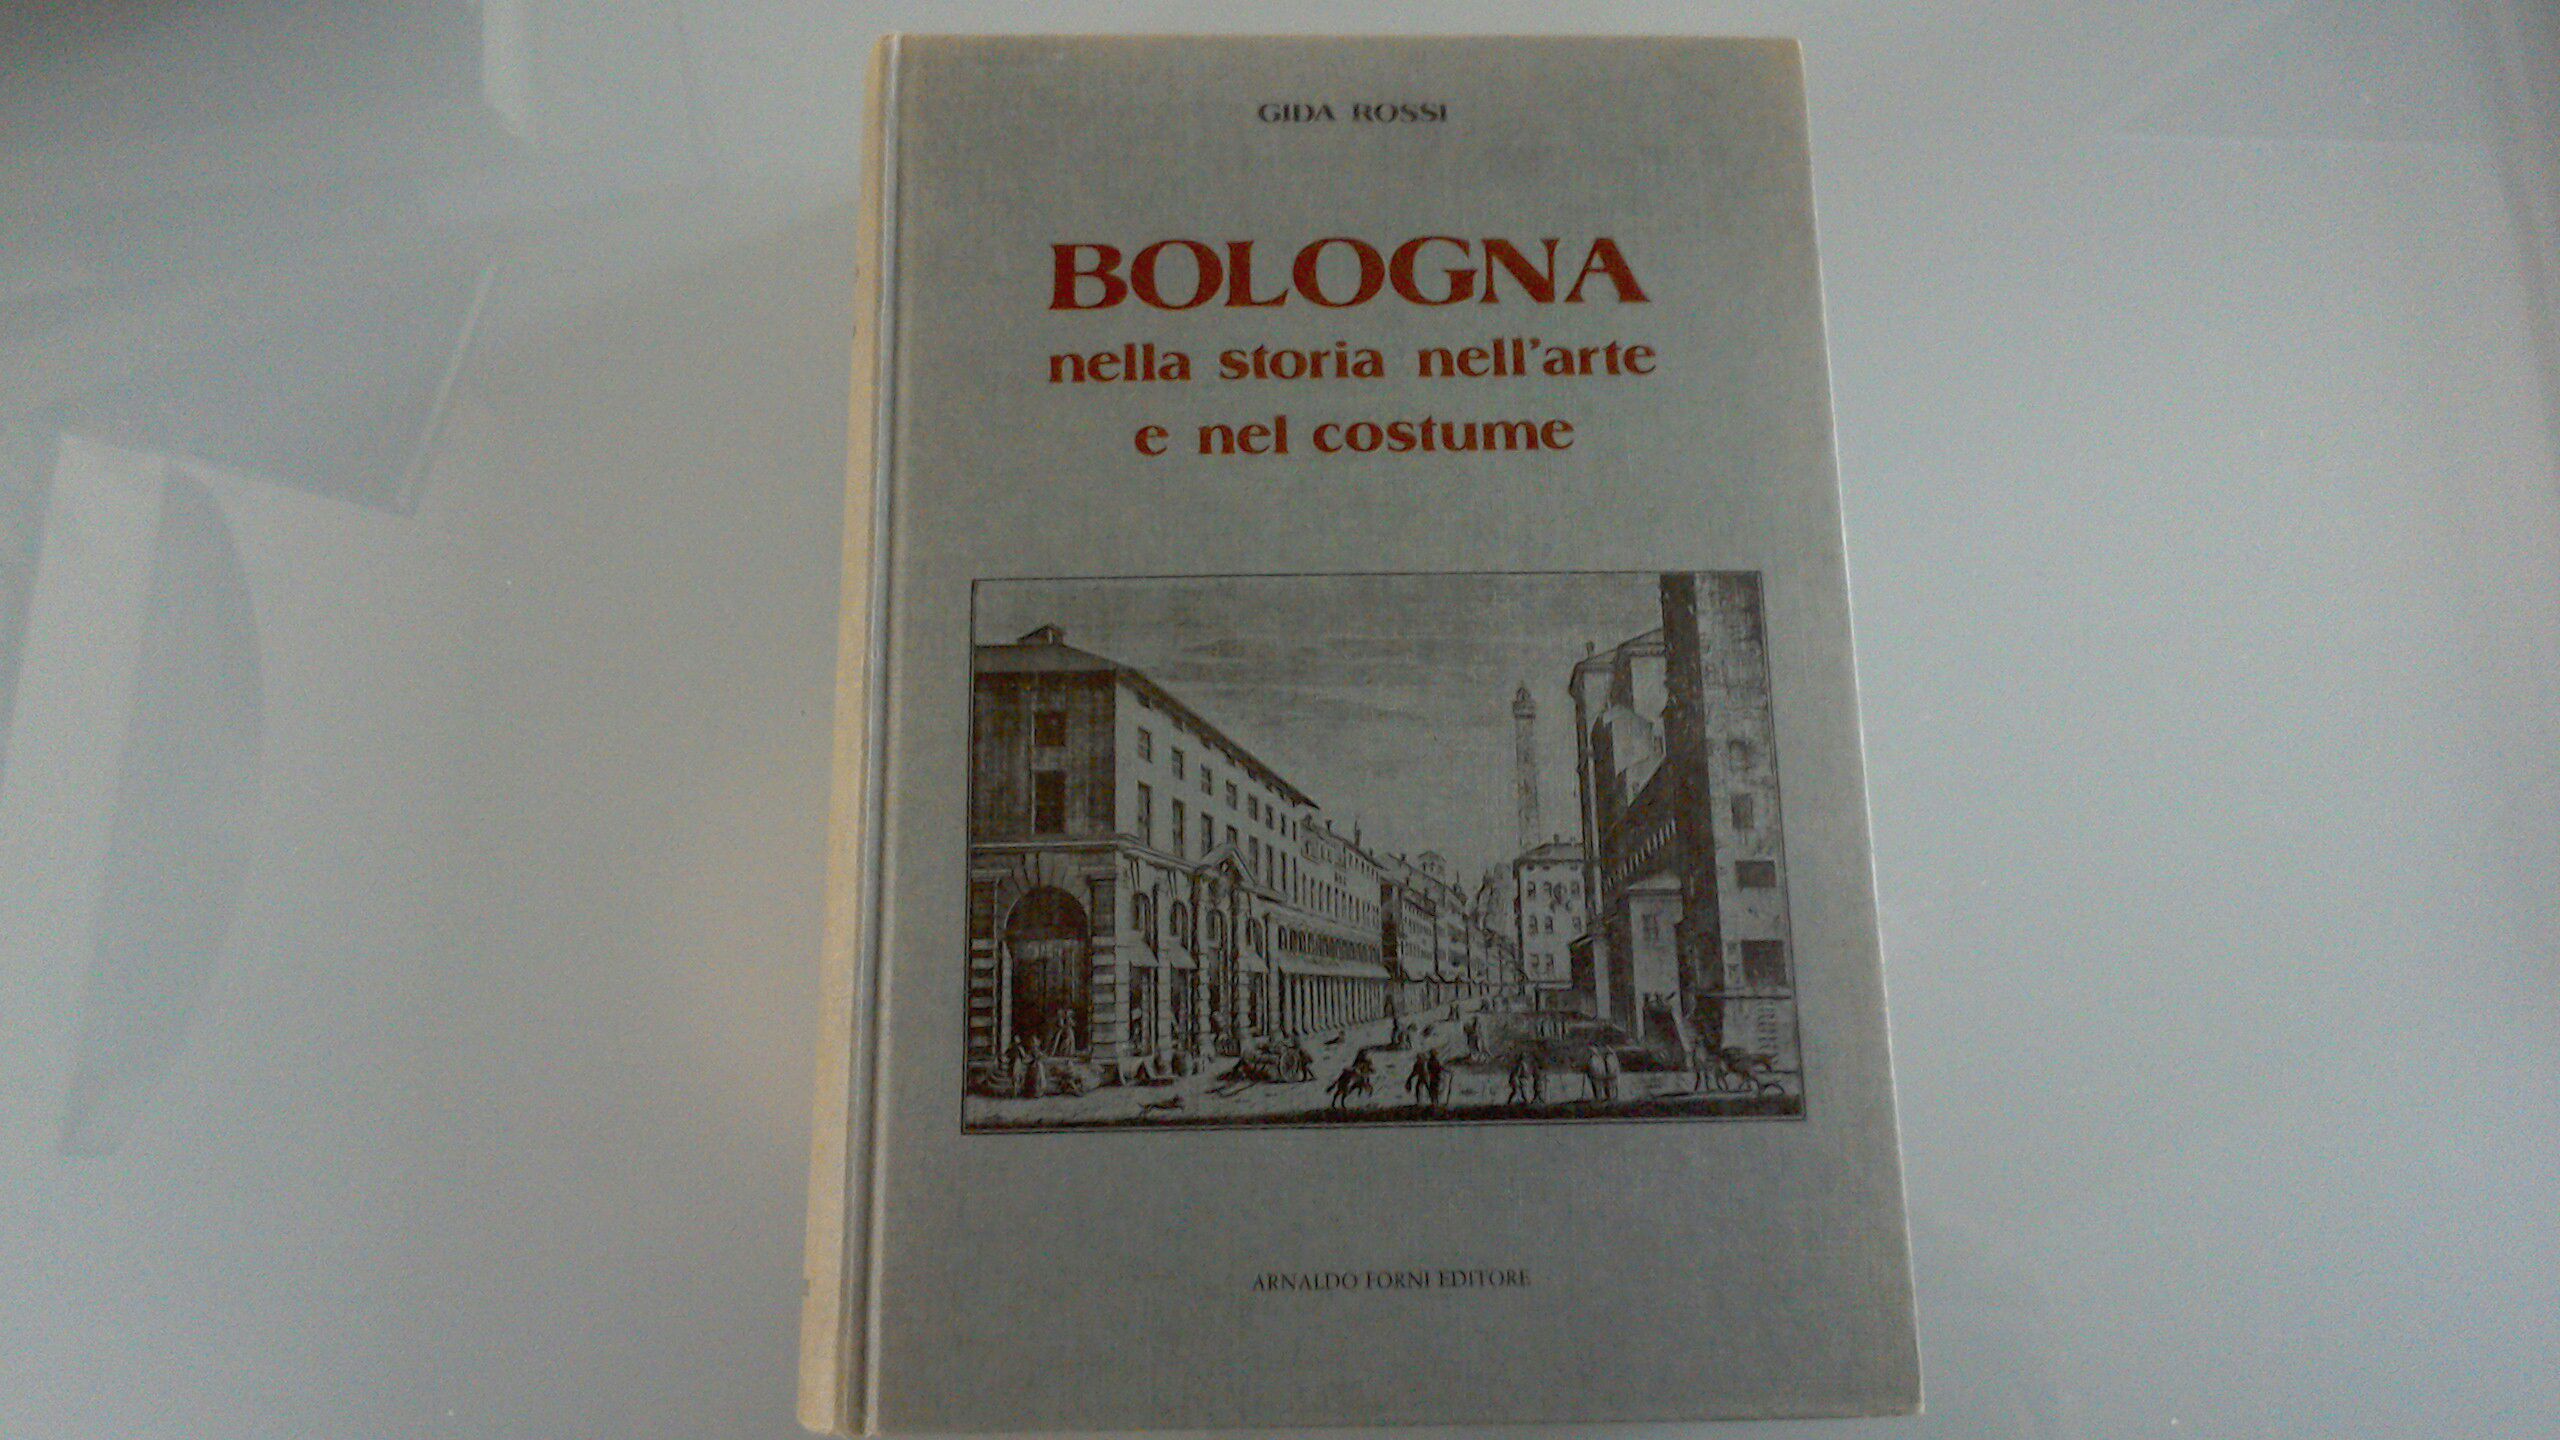 GIDA ROSSI
BOLOGNA
nella storia nell'arte
e nel costume
ARNALDO FORNI EDITORE